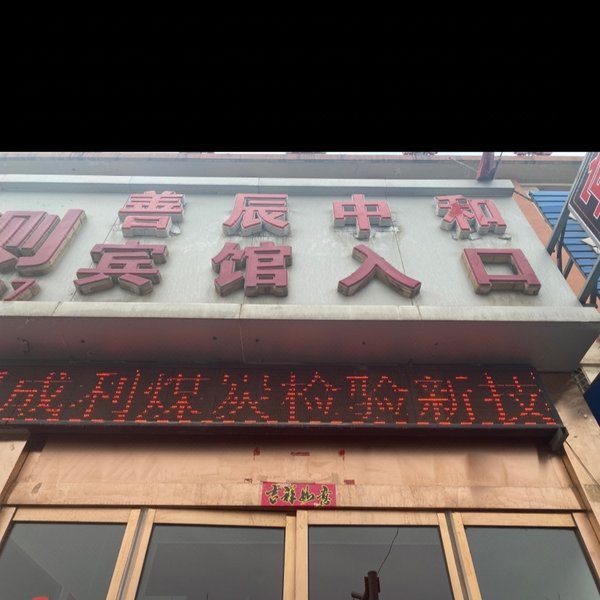 善辰中和
则
宾馆入口
成利煤炭检验新技
吉祥如意